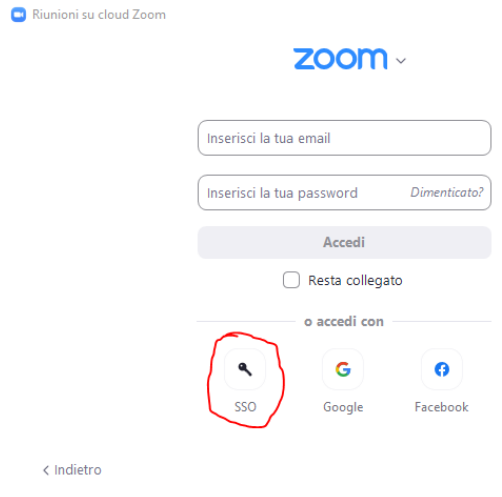 Riunioni su cloud Zoom
zoom
Inserisci la tua email
Inserisci la tua password Dimenticato?
Accedi
Resta collegato
o accedi con
SSO Google Facebook
Indietro